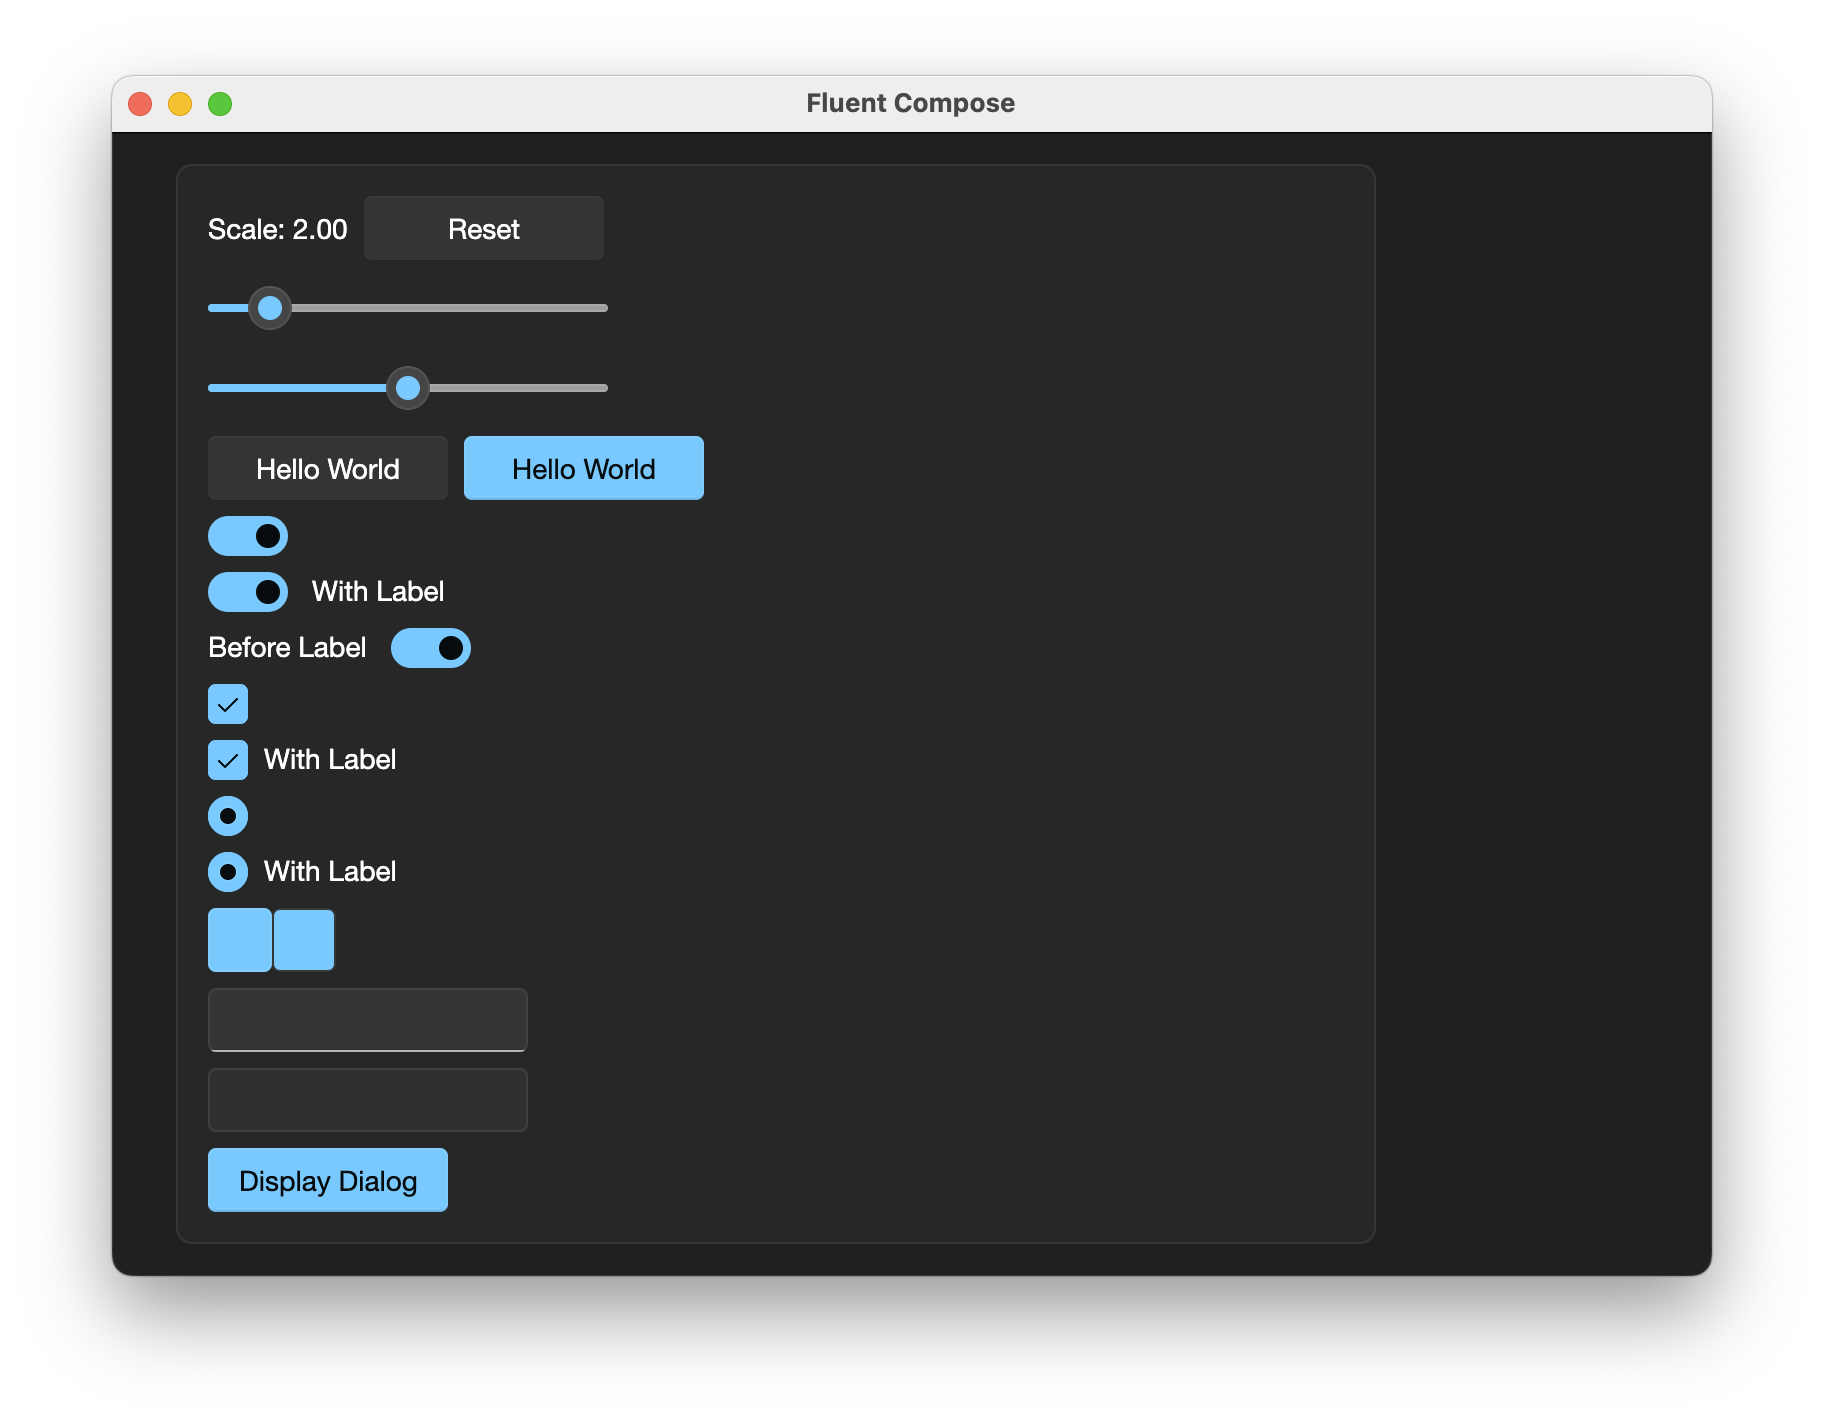 Fluent Compose
Scale: 2.00 Reset
Hello World Hello World
With Label
Before Label
With Label
With Label
Display Dialog